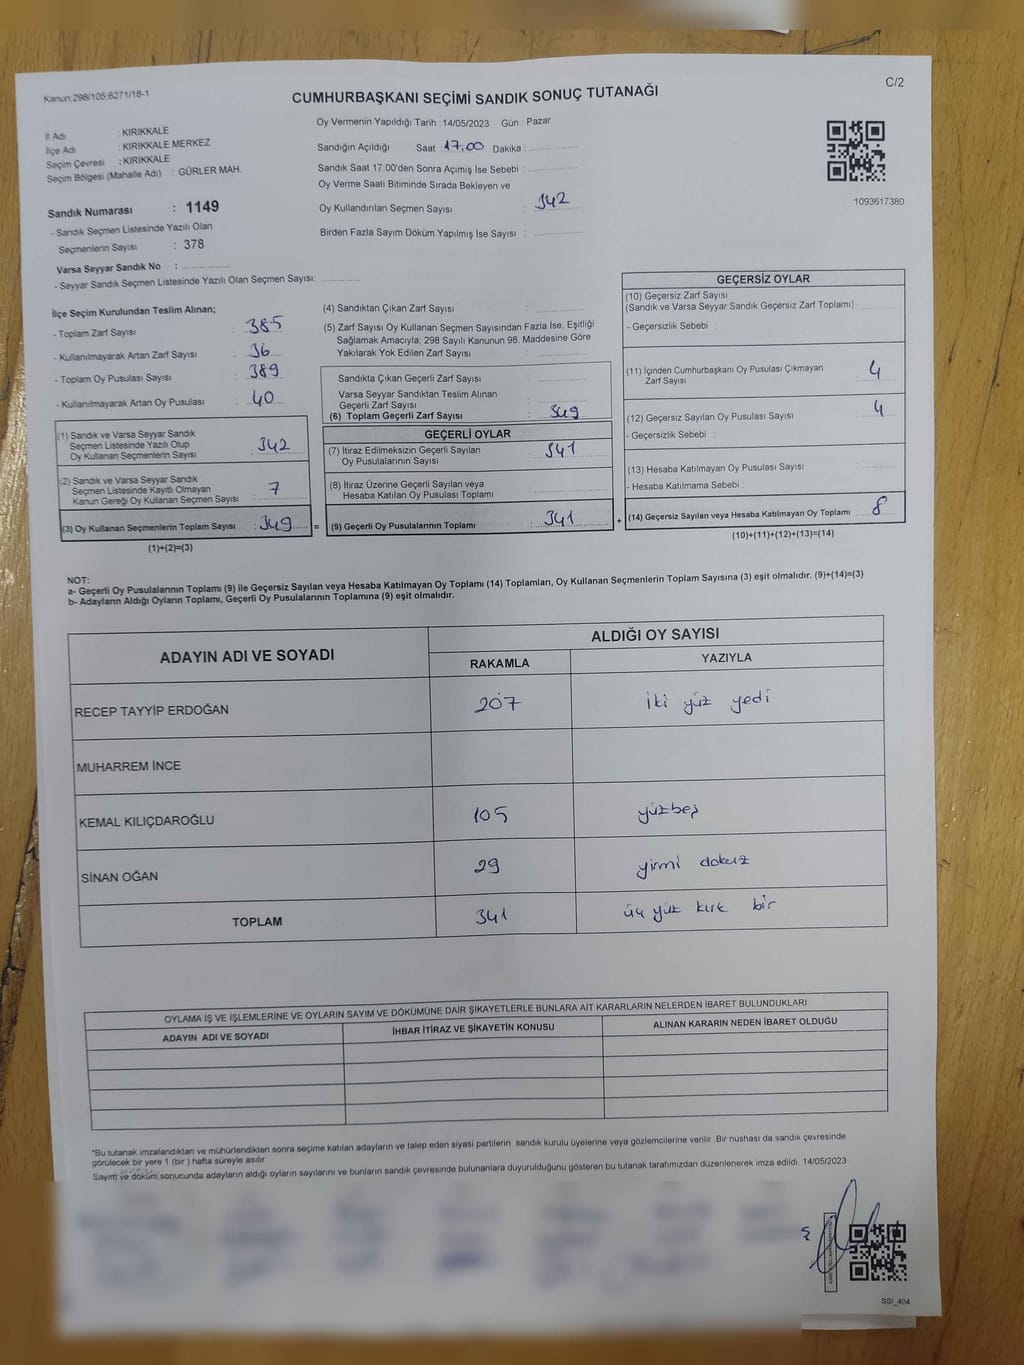 Kanun.298/105,6271/18-1
C/2
CUMHURBAŞKANI SEÇİMİ SANDIK SONUÇ TUTANAĞI
İl Adı : KIRIKKALE
İlçe Adı : KIRIKKALE MERKEZ
Seçim Çevresi : KIRIKKALE
Seçim Bölgesi (Mahalle Adı) : GÜRLER MAH.
Sandık Numarası : 1149
- Sandık Seçmen Listesinde Yazılı Olan
Seçmenlerin Sayısı : 378
Varsa Seyyar Sandık No :
- Seyyar Sandık Seçmen Listesinde Yazılı Olan Seçmen Sayısı:
Oy Vermenin Yapıldığı Tarih : 14/05/2023 Gün : Pazar
Sandığın Açıldığı Saat 17,00 Dakika :
Sandık Saat 17:00'den Sonra Açımış İse Sebebi :
Oy Verme Saati Bitiminde Sırada Bekleyen ve
Oy Kullandırılan Seçmen Sayısı : 342
Birden Fazla Sayım Döküm Yapılmış İse Sayısı :
1093617380
İlçe Seçim Kurulundan Teslim Alınan;
- Toplam Zarf Sayısı : 385
- Kullanılmayarak Artan Zarf Sayısı : 36
- Toplam Oy Pusulası Sayısı : 389
- Kullanılmayarak Artan Oy Pusulası : 40
(1) Sandık ve Varsa Seyyar Sandık
Seçmen Listesinde Yazılı Olup
Oy Kullanan Seçmenlerin Sayısı : 342
(2) Sandık ve Varsa Seyyar Sandık
Seçmen Listesinde Kayıtlı Olmayan
Kanun Gereği Oy Kullanan Seçmen Sayısı : 7
(3) Oy Kullanan Seçmenlerin Toplam Sayısı : 349 =
(1)+(2)=(3)
(4) Sandıktan Çıkan Zarf Sayısı :
(5) Zarf Sayısı Oy Kullanan Seçmen Sayısından Fazla İse, Eşitliği
Sağlamak Amacıyla; 298 Sayılı Kanunun 98. Maddesine Göre
Yakılarak Yok Edilen Zarf Sayısı :
Sandıkta Çıkan Geçerli Zarf Sayısı :
Varsa Seyyar Sandıktan Teslim Alınan
Geçerli Zarf Sayısı :
(6) Toplam Geçerli Zarf Sayısı : 349
GEÇERLİ OYLAR
(7) İtiraz Edilmeksizin Geçerli Sayılan
Oy Pusulalarının Sayısı : 341
(8) İtiraz Üzerine Geçerli Sayılan veya
Hesaba Katılan Oy Pusulası Toplamı :
(9) Geçerli Oy Pusulalarının Toplamı : 341 +
GEÇERSİZ OYLAR
(10) Geçersiz Zarf Sayısı
(Sandık ve Varsa Seyyar Sandık Geçersiz Zarf Toplamı) :
- Geçersizlik Sebebi :
(11) İçinden Cumhurbaşkanı Oy Pusulası Çıkmayan
Zarf Sayısı : 4
(12) Geçersiz Sayılan Oy Pusulası Sayısı : 4
- Geçersizlik Sebebi :
(13) Hesaba Katılmayan Oy Pusulası Sayısı
- Hesaba Katılmama Sebebi :
(14) Geçersiz Sayılan veya Hesaba Katılmayan Oy Toplamı : 8
(10)+(11)+(12)+(13)=(14)
NOT:
a- Geçerli Oy Pusulalarının Toplamı (9) ile Geçersiz Sayılan veya Hesaba Katılmayan Oy Toplamı (14) Toplamları, Oy Kullanan Seçmenlerin Toplam Sayısına (3) eşit olmalıdır. (9)+(14)=(3)
b- Adayların Aldığı Oyların Toplamı, Geçerli Oy Pusulalarının Toplamına (9) eşit olmalıdır.
ADAYIN ADI VE SOYADI
ALDIĞI OY SAYISI
RAKAMLA YAZIYLA
RECEP TAYYİP ERDOĞAN 207 iki yüz yedi
MUHARREM İNCE
KEMAL KILIÇDAROĞLU 105 yüzbeş
SİNAN OĞAN 29 yirmi dokuz
TOPLAM 341 üç yüz kırk bir
OYLAMA İŞ VE İŞLEMLERİNE VE OYLARIN SAYIM VE DÖKÜMÜNE DAİR ŞİKAYETLERLE BUNLARA AİT KARARLARIN NELERDEN İBARET BULUNDUKLARI
ADAYIN ADI VE SOYADI İHBAR İTİRAZ VE ŞİKAYETİN KONUSU ALINAN KARARIN NEDEN İBARET OLDUĞU
*Bu tutanak imzalandıktan ve mühürlendikten sonra seçime katılan adayların ve talep eden siyasi partilerin sandık kurulu üyelerine veya gözlemcilerine verilir. Bir nushası da sandık çevresinde
görülecek bir yere 1 (bir) hafta süreyle asılır.
Sayım ve döküm sonucunda adayların aldığı oyların sayılarını ve bunların sandık çevresinde bulunanlara duyurulduğunu gösteren bu tutanak tarafımızdan düzenlenerek imza edildi. 14/05/2023
SSI_404